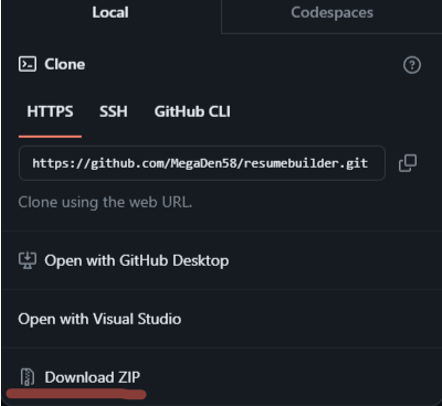 Local Codespaces
Clone
HTTPS SSH GitHub CLI
https://github.com/MegaDen58/resumebuilder.git
Clone using the web URL.
Open with GitHub Desktop
Open with Visual Studio
Download ZIP